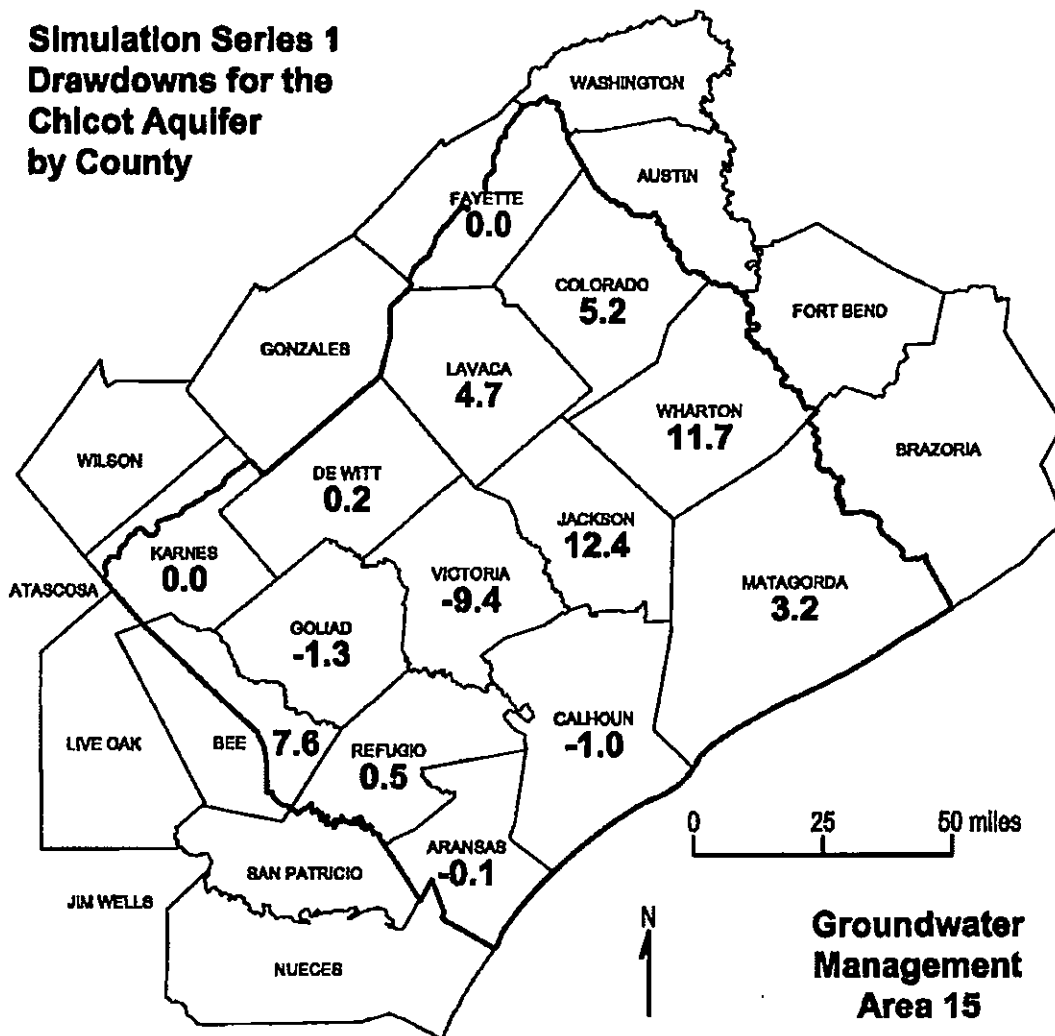 Simulation Series 1
Drawdowns for the
Chicot Aquifer
by County
WASHINGTON
AUSTIN
FAYETTE
0.0
COLORADO
5.2
FORT BEND
GONZALES
LAVACA
4.7
WHARTON
11.7
BRAZORIA
WILSON
DE WITT
0.2
JACKSON
12.4
KARNES
0.0
VICTORIA
-9.4
MATAGORDA
3.2
ATASCOSA
GOLIAD
-1.3
CALHOUN
-1.0
LIVE OAK
BEE 7.6
REFUGIO
0.5
0 25 50 miles
ARANSAS
-0.1
SAN PATRICIO
JIM WELLS
N
NUECES
Groundwater
Management
Area 15